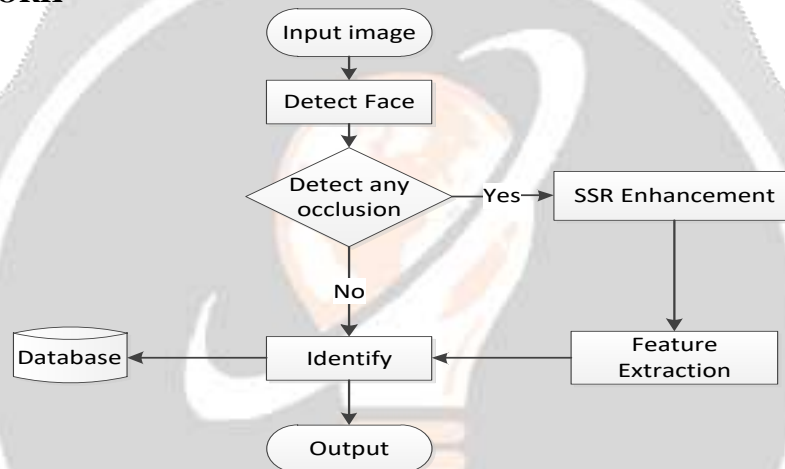 Input image
Detect Face
Detect any
occlusion
Yes
SSR Enhancement
No
Database
Identify
Feature
Extraction
Output